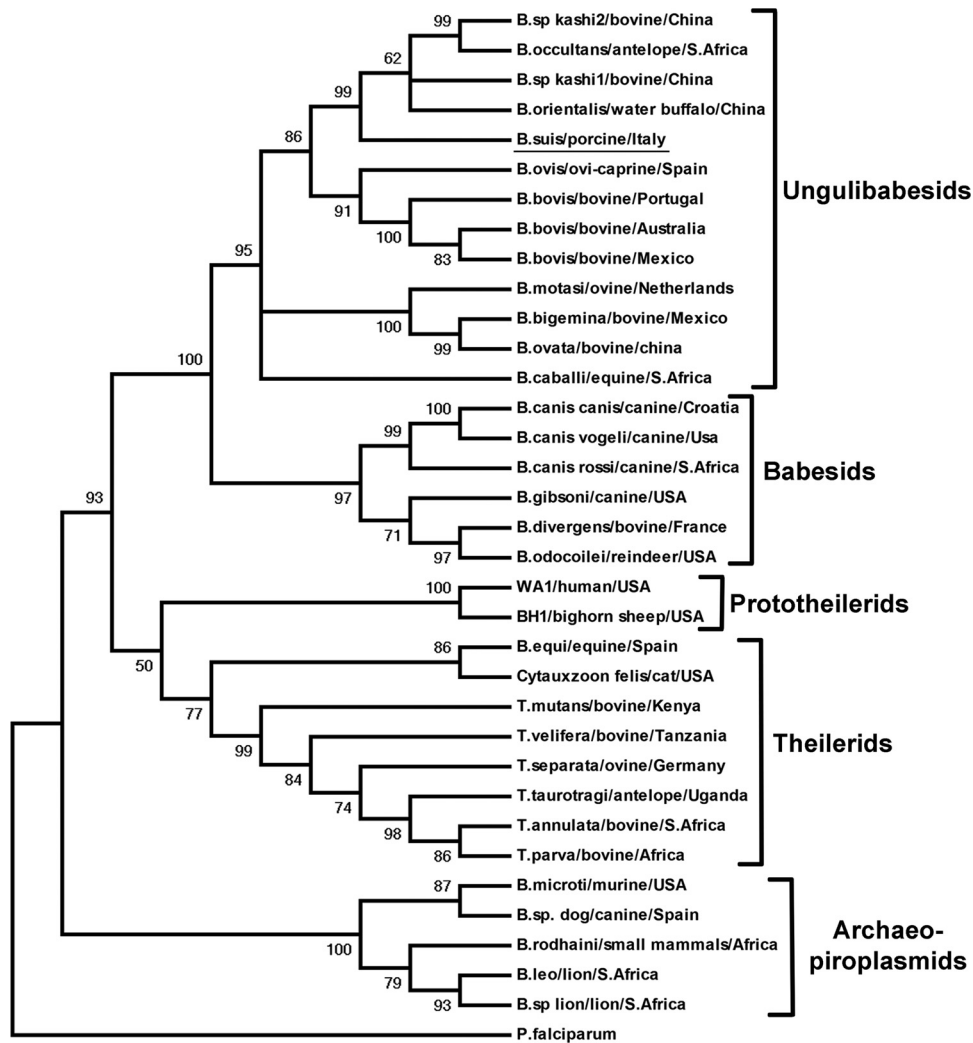 99
B.sp kashi2/bovine/China
B.occultans/antelope/S.Africa
62
B.sp kashi1/bovine/China
99
B.orientalis/water buffalo/China
86
B.suis/porcine/Italy
B.ovis/ovi-caprine/Spain
Ungulibabesids
91
B.bovis/bovine/Portugal
100
B.bovis/bovine/Australia
95
83
B.bovis/bovine/Mexico
B.motasi/ovine/Netherlands
100
B.bigemina/bovine/Mexico
99
B.ovata/bovine/china
100
B.caballi/equine/S.Africa
100
B.canis canis/canine/Croatia
99
B.canis vogeli/canine/Usa
B.canis rossi/canine/S.Africa
Babesids
97
B.gibsoni/canine/USA
93
71
B.divergens/bovine/France
97
B.odocoilei/reindeer/USA
100
WA1/human/USA
Prototheilerids
BH1/bighorn sheep/USA
50
86
B.equi/equine/Spain
Cytauxzoon felis/cat/USA
77
T.mutans/bovine/Kenya
99
T.velifera/bovine/Tanzania
Theilerids
84
T.separata/ovine/Germany
74
T.taurotragi/antelope/Uganda
98
T.annulata/bovine/S.Africa
86
T.parva/bovine/Africa
87
B.microti/murine/USA
B.sp. dog/canine/Spain
Archaeo-
piroplasmids
100
B.rodhaini/small mammals/Africa
79
B.leo/lion/S.Africa
93
B.sp lion/lion/S.Africa
P.falciparum